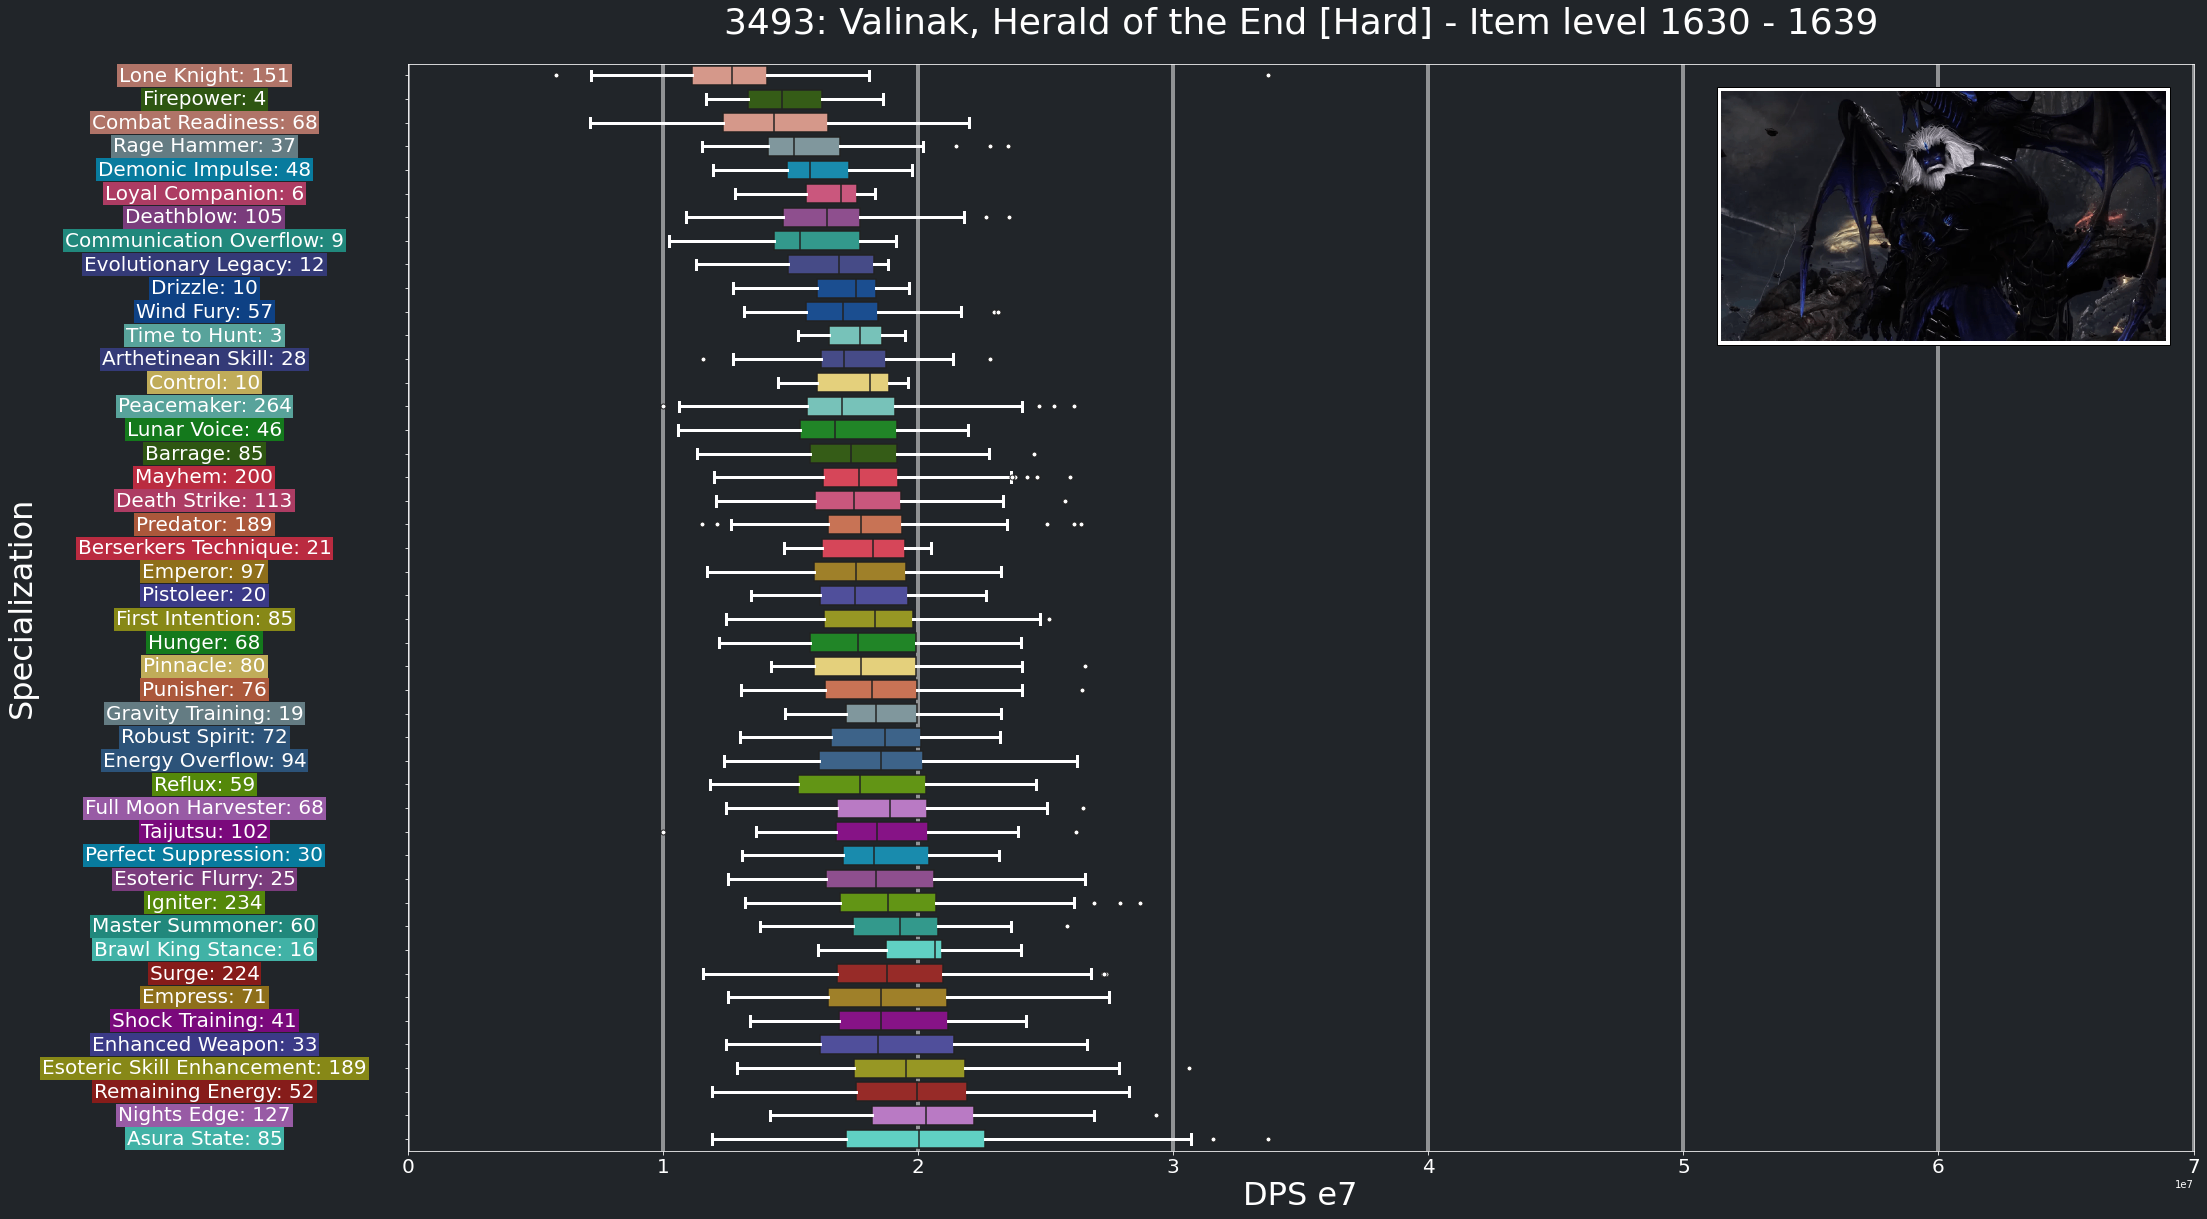 3493: Valinak, Herald of the End [Hard] - Item level 1630 - 1639
Specialization
Lone Knight: 151
Firepower: 4
Combat Readiness: 68
Rage Hammer: 37
Demonic Impulse: 48
Loyal Companion: 6
Deathblow: 105
Communication Overflow: 9
Evolutionary Legacy: 12
Drizzle: 10
Wind Fury: 57
Time to Hunt: 3
Arthetinean Skill: 28
Control: 10
Peacemaker: 264
Lunar Voice: 46
Barrage: 85
Mayhem: 200
Death Strike: 113
Predator: 189
Berserkers Technique: 21
Emperor: 97
Pistoleer: 20
First Intention: 85
Hunger: 68
Pinnacle: 80
Punisher: 76
Gravity Training: 19
Robust Spirit: 72
Energy Overflow: 94
Reflux: 59
Full Moon Harvester: 68
Taijutsu: 102
Perfect Suppression: 30
Esoteric Flurry: 25
Igniter: 234
Master Summoner: 60
Brawl King Stance: 16
Surge: 224
Empress: 71
Shock Training: 41
Enhanced Weapon: 33
Esoteric Skill Enhancement: 189
Remaining Energy: 52
Nights Edge: 127
Asura State: 85
0 1 2 3 4 5 6 7
DPS e7
1e7